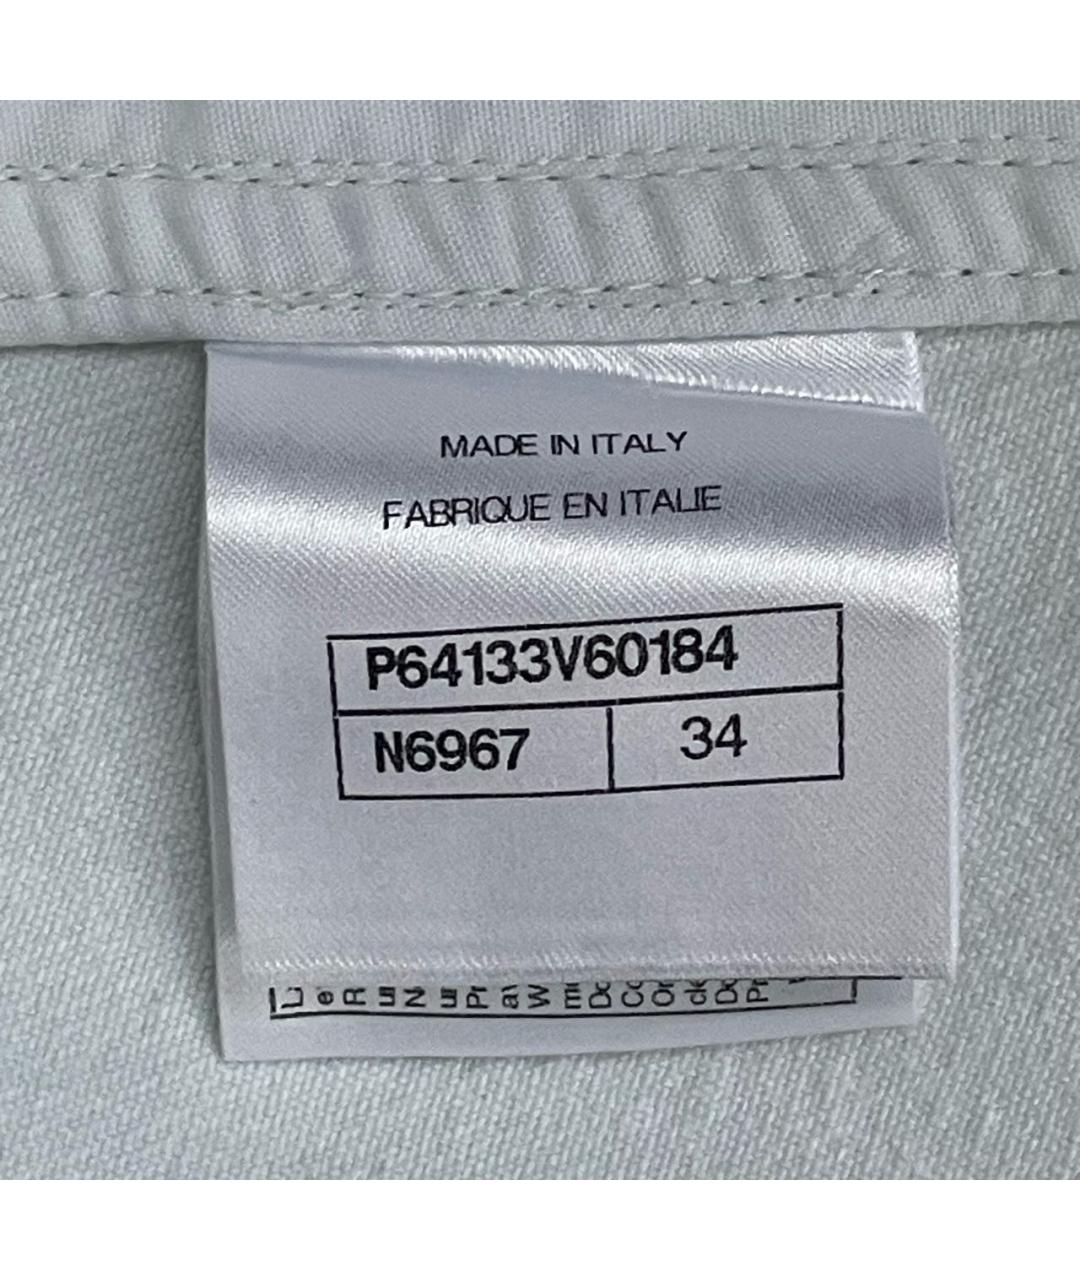 MADE IN ITALY
FABRIQUE EN ITALIE
P64133V60184
N6967 34